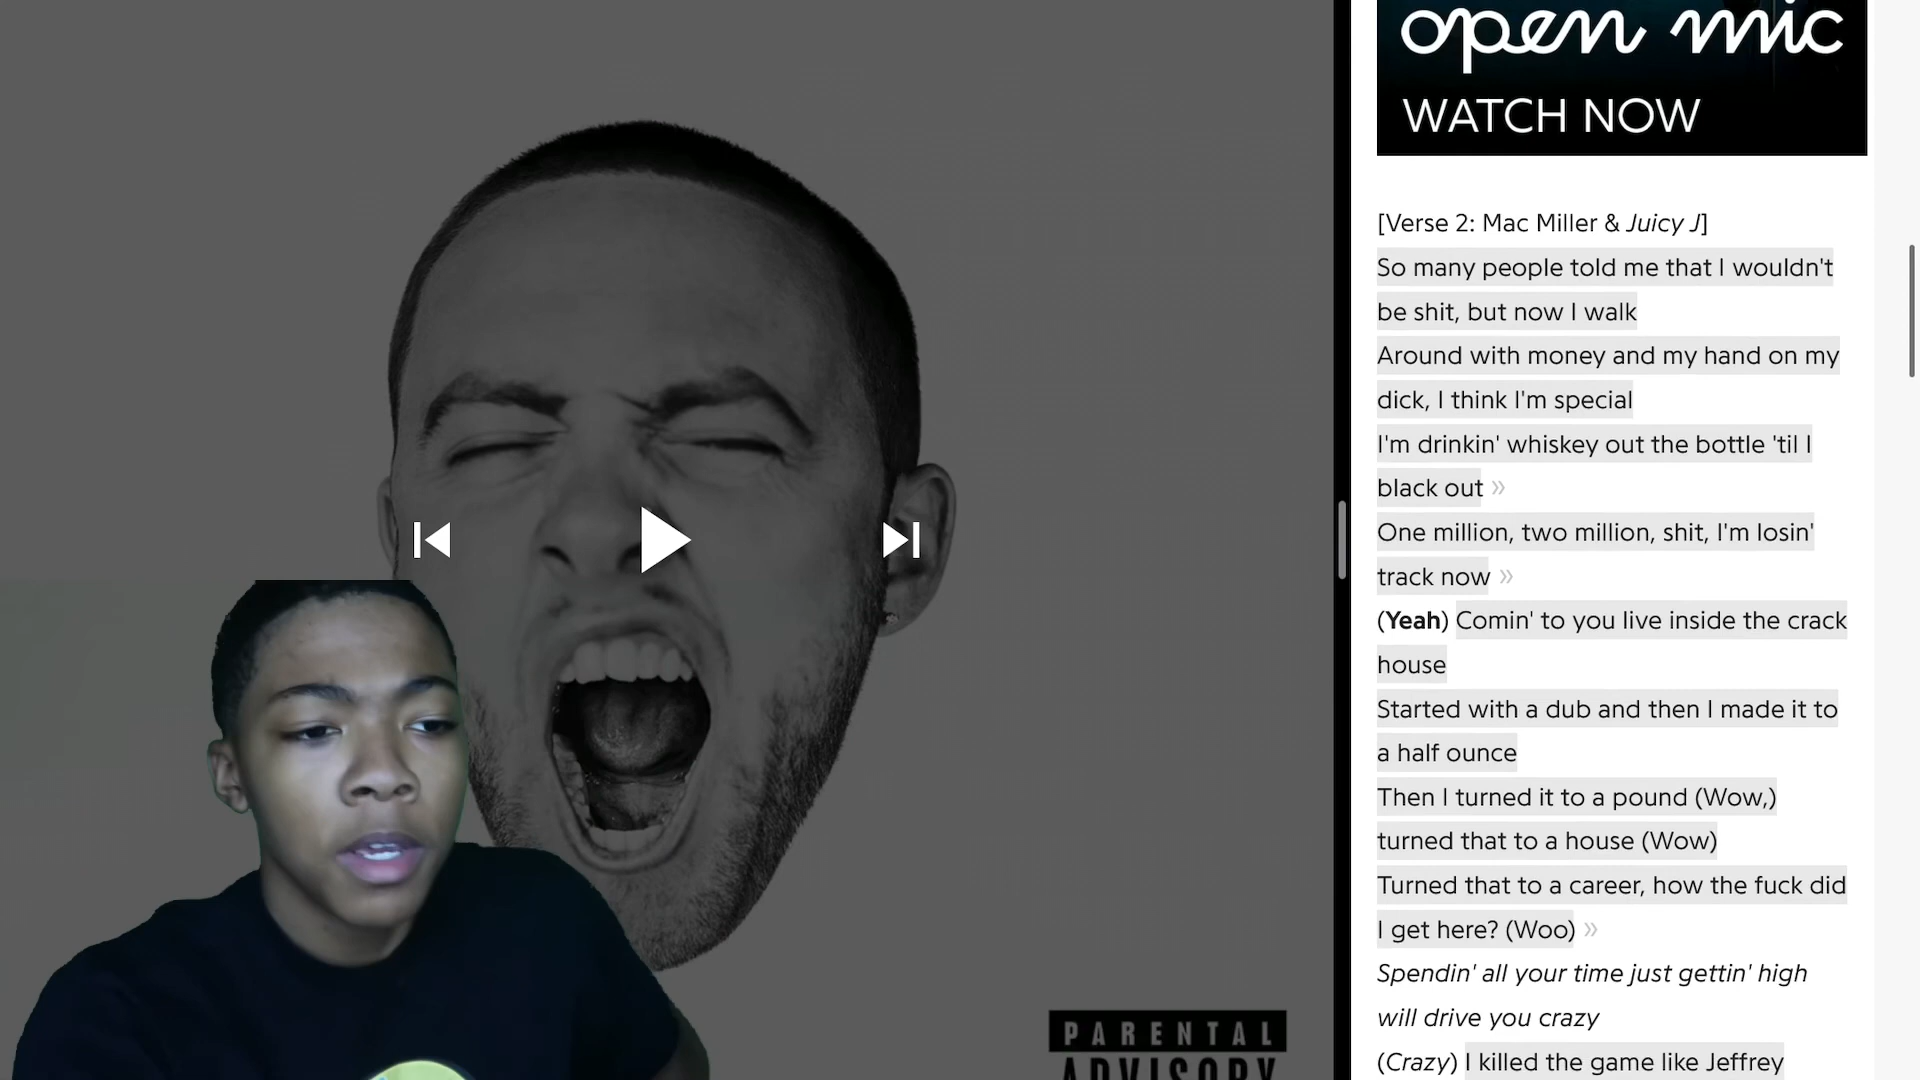 open mic
WATCH NOW
[Verse 2: Mac Miller & Juicy J]
So many people told me that I wouldn't
be shit, but now I walk
Around with money and my hand on my
dick, I think I'm special
I'm drinkin' whiskey out the bottle 'til I
black out »
One million, two million, shit, I'm losin'
track now »
(Yeah) Comin' to you live inside the crack
house
Started with a dub and then I made it to
a half ounce
Then I turned it to a pound (Wow,)
turned that to a house (Wow)
Turned that to a career, how the fuck did
I get here? (Woo) »
Spendin' all your time just gettin' high
will drive you crazy
(Crazy) I killed the game like Jeffrey
PARENTAL
ADVISORY